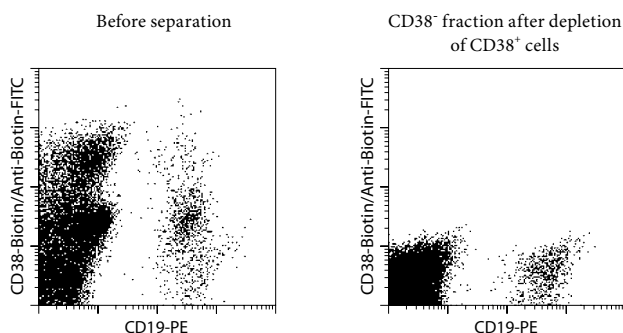 Before separation
CD38⁻ fraction after depletion
of CD38⁺ cells
CD38-Biotin/Anti-Biotin-FITC
CD19-PE
CD38-Biotin/Anti-Biotin-FITC
CD19-PE